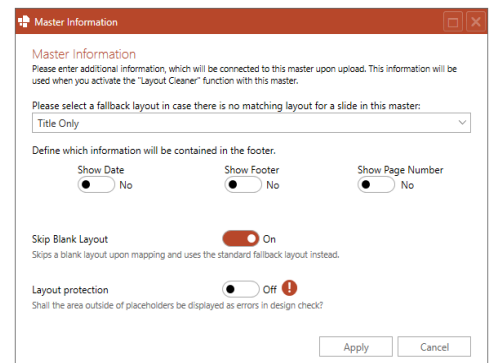 Master Information
Master Information
Please enter additional information, which will be connected to this master upon upload. This information will be
used when you activate the "Layout Cleaner" function with this master.
Please select a fallback layout in case there is no matching layout for a slide in this master:
Title Only
Define which information will be contained in the footer.
Show Date Show Footer Show Page Number
No No No
Skip Blank Layout On
Skips a blank layout upon mapping and uses the standard fallback layout instead.
Layout protection Off !
Shall the area outside of placeholders be displayed as errors in design check?
Apply Cancel